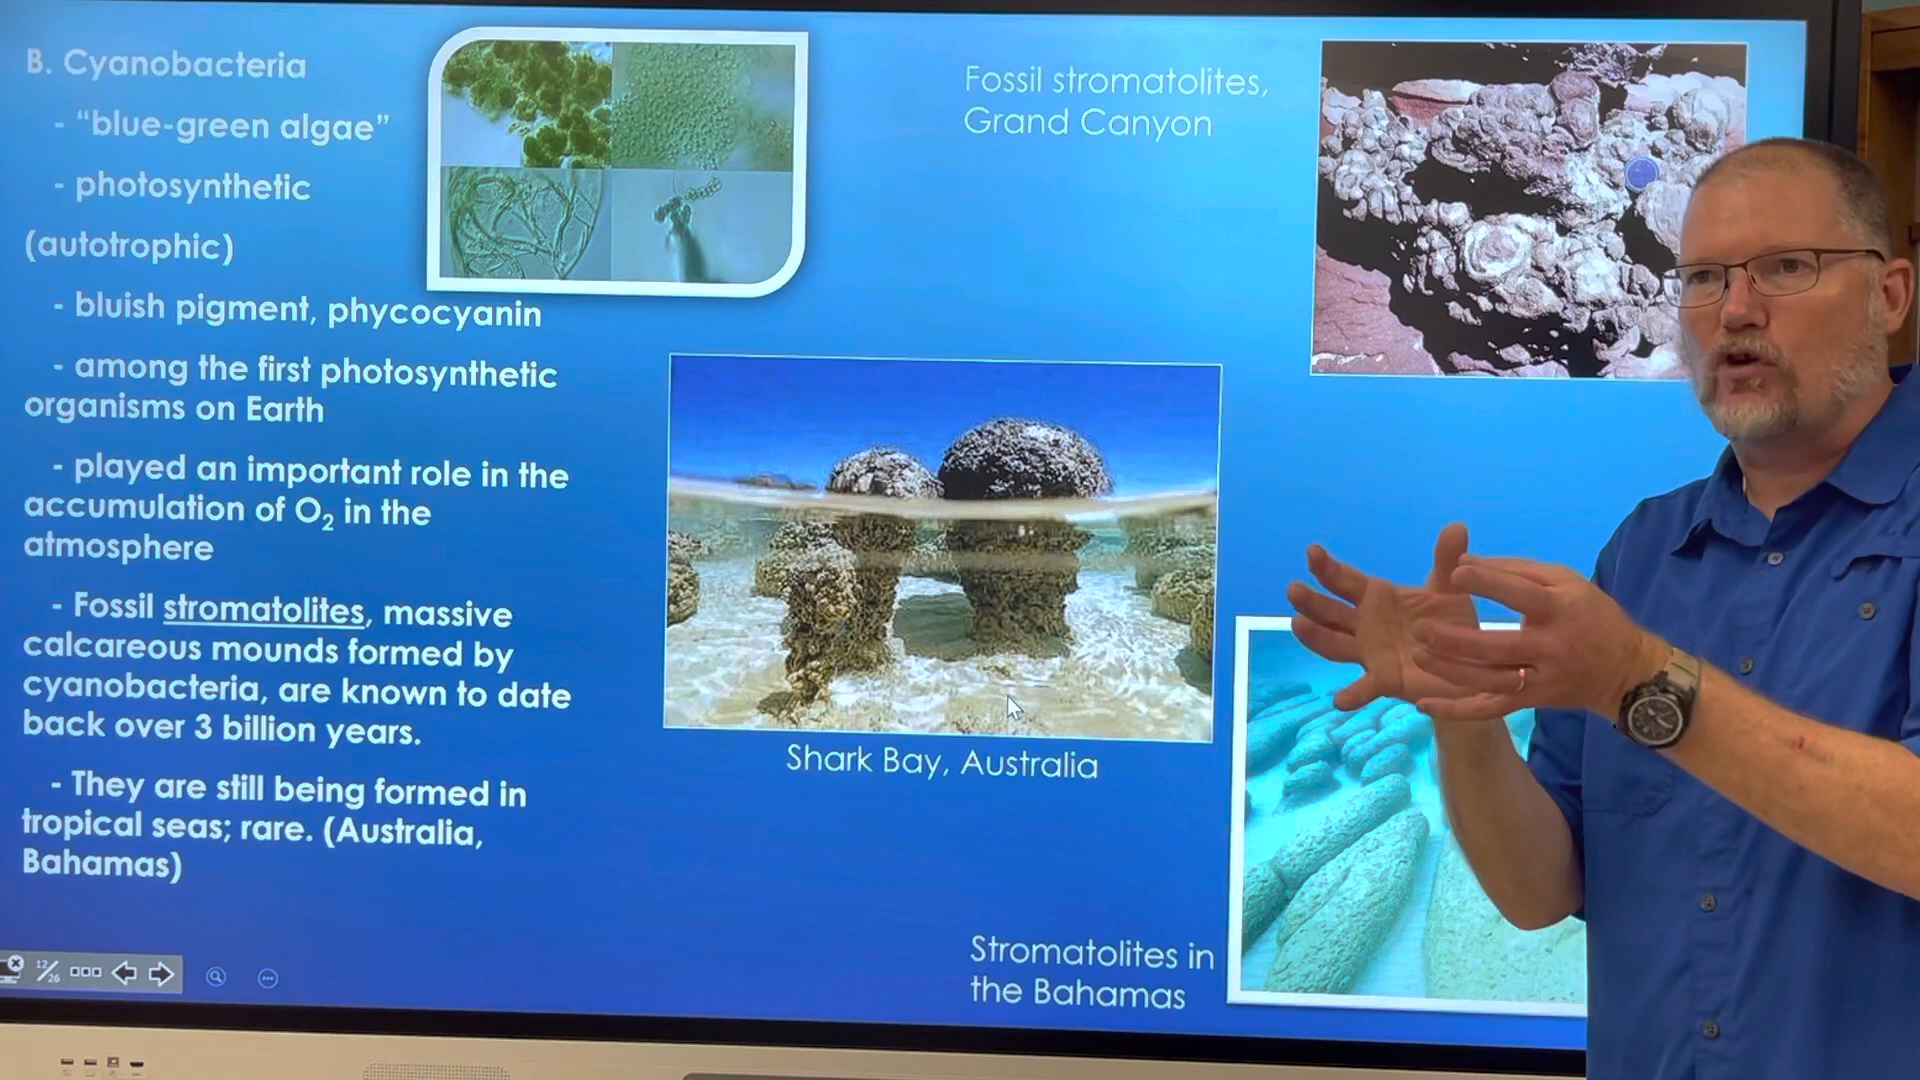 B. Cyanobacteria
- “blue-green algae”
- photosynthetic
(autotrophic)
- bluish pigment, phycocyanin
- among the first photosynthetic
organisms on Earth
- played an important role in the
accumulation of O₂ in the
atmosphere
- Fossil stromatolites, massive
calcareous mounds formed by
cyanobacteria, are known to date
back over 3 billion years.
- They are still being formed in
tropical seas; rare. (Australia,
Bahamas)
Fossil stromatolites,
Grand Canyon
Shark Bay, Australia
Stromatolites in
the Bahamas
12/26